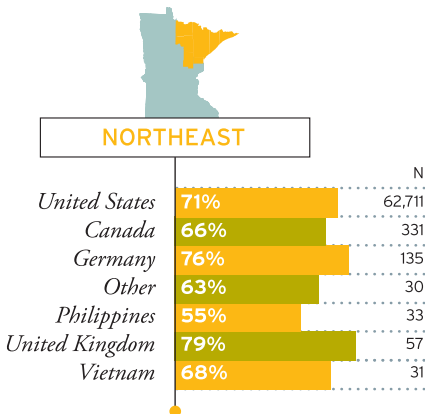 NORTHEAST
N
United States 71% 62,711
Canada 66% 331
Germany 76% 135
Other 63% 30
Philippines 55% 33
United Kingdom 79% 57
Vietnam 68% 31